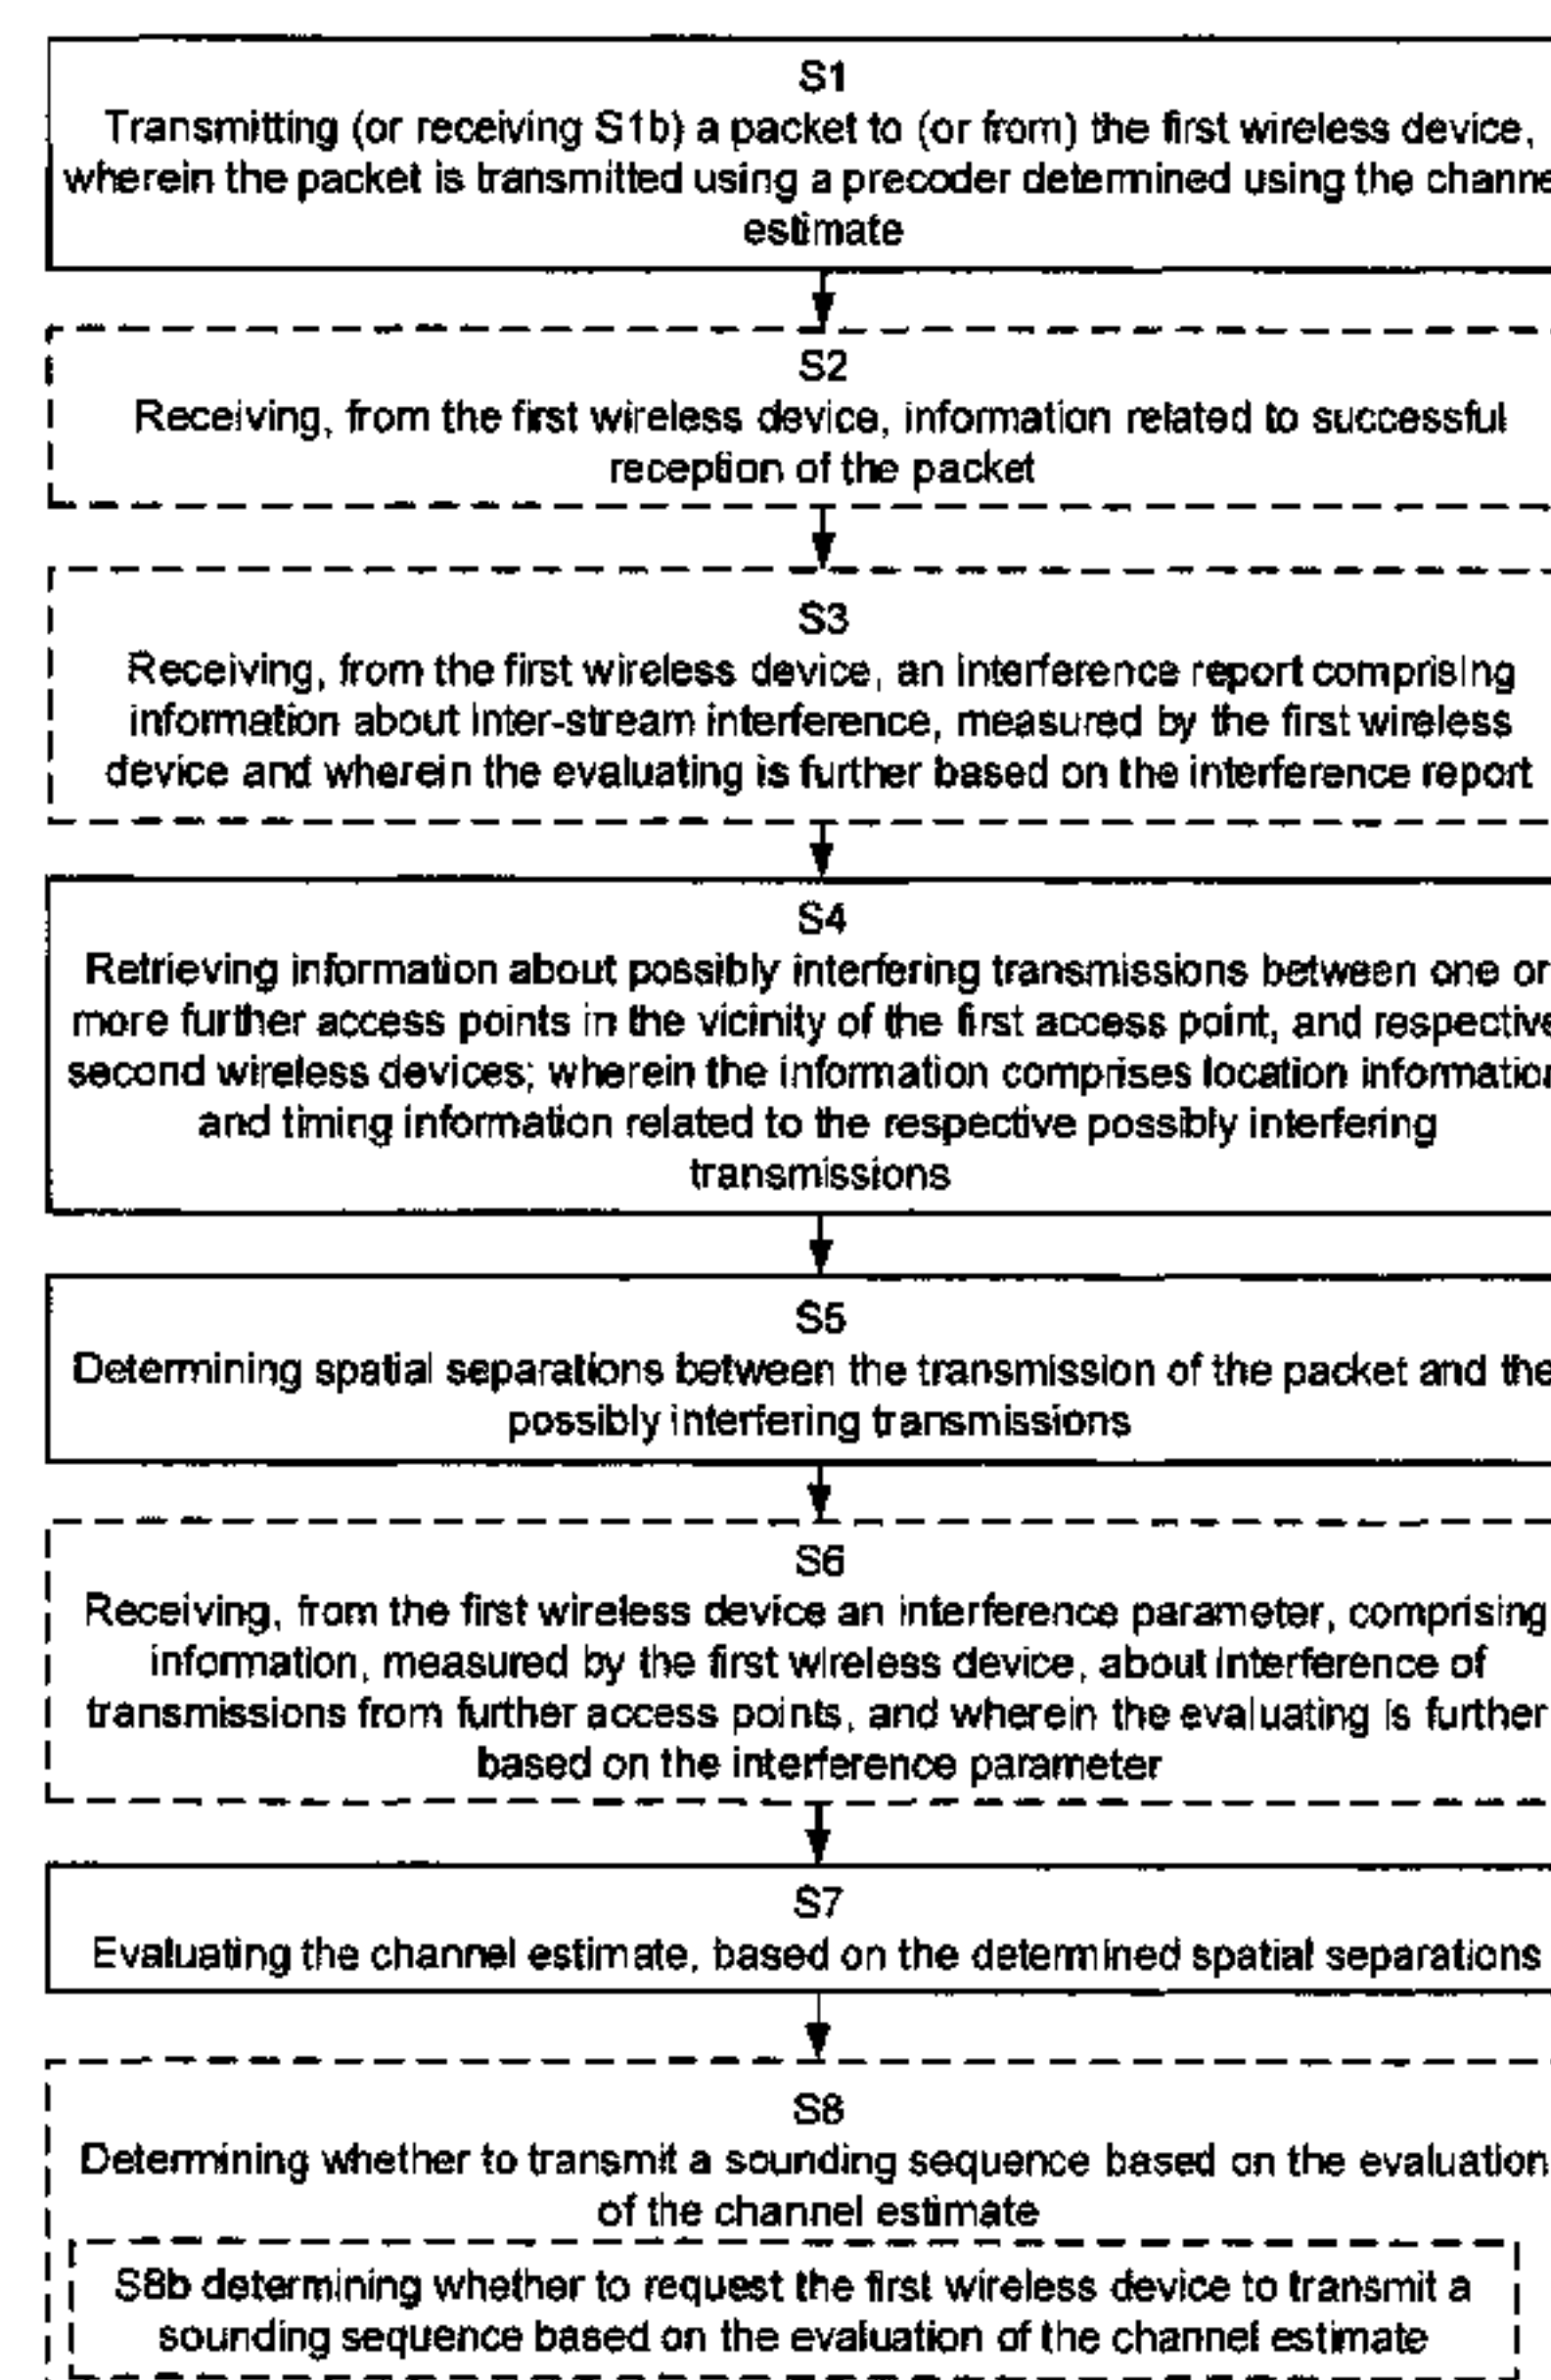 S1
Transmitting (or receiving S1b) a packet to (or from) the first wireless device,
wherein the packet is transmitted using a precoder determined using the channe
estimate
S2
Receiving, from the first wireless device, information related to successful
reception of the packet
S3
Receiving, from the first wireless device, an interference report comprising
information about inter-stream interference, measured by the first wireless
device and wherein the evaluating is further based on the interference report
S4
Retrieving information about possibly interfering transmissions between one or
more further access points in the vicinity of the first access point, and respective
second wireless devices; wherein the information comprises location information
and timing information related to the respective possibly interfering
transmissions
S5
Determining spatial separations between the transmission of the packet and the
possibly interfering transmissions
S6
Receiving, from the first wireless device an interference parameter, comprising
information, measured by the first wireless device, about interference of
transmissions from further access points, and wherein the evaluating is further
based on the interference parameter
S7
Evaluating the channel estimate, based on the determined spatial separations
S8
Determining whether to transmit a sounding sequence based on the evaluation
of the channel estimate
S8b determining whether to request the first wireless device to transmit a
sounding sequence based on the evaluation of the channel estimate